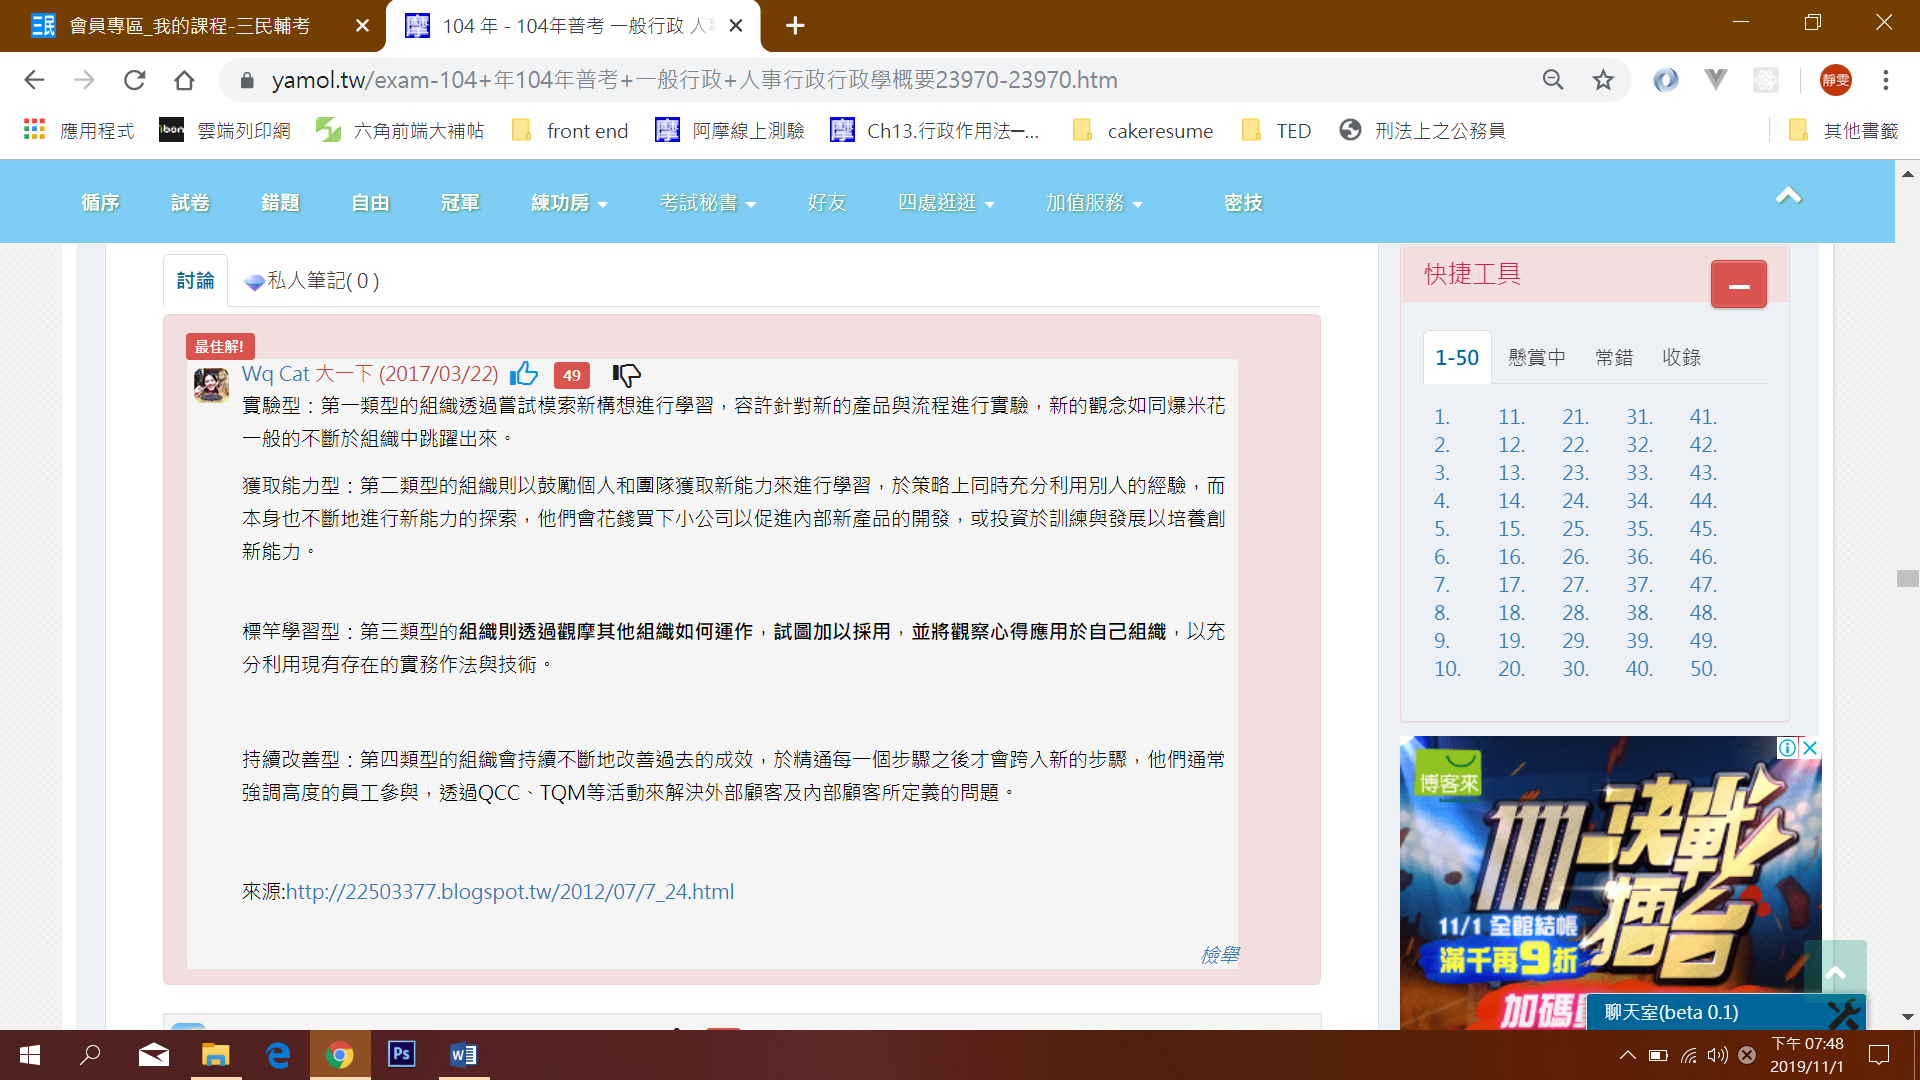 會員專區_我的課程-三民輔考
104 年 - 104年普考 一般行政 人
yamol.tw/exam-104+年104年普考+一般行政+人事行政行政學概要23970-23970.htm
靜雯
應用程式
ibon
雲端列印網
六角前端大補帖
front end
阿摩線上測驗
Ch13.行政作用法—...
cakeresume
TED
刑法上之公務員
其他書籤
循序 試卷 錯題 自由 冠軍 練功房 考試秘書 好友 四處逛逛 加值服務 密技
討論
私人筆記( 0 )
最佳解!
Wq Cat 大一下 (2017/03/22) 49
實驗型：第一類型的組織透過嘗試模索新構想進行學習，容許針對新的產品與流程進行實驗，新的觀念如同爆米花
一般的不斷於組織中跳躍出來。
獲取能力型：第二類型的組織則以鼓勵個人和團隊獲取新能力來進行學習，於策略上同時充分利用別人的經驗，而
本身也不斷地進行新能力的探索，他們會花錢買下小公司以促進內部新產品的開發，或投資於訓練與發展以培養創
新能力。
標竿學習型：第三類型的組織則透過觀摩其他組織如何運作，試圖加以採用，並將觀察心得應用於自己組織，以充
分利用現有存在的實務作法與技術。
持續改善型：第四類型的組織會持續不斷地改善過去的成效，於精通每一個步驟之後才會跨入新的步驟，他們通常
強調高度的員工參與，透過QCC、TQM等活動來解決外部顧客及內部顧客所定義的問題。
來源:http://22503377.blogspot.tw/2012/07/7_24.html
檢舉
快捷工具
1-50 懸賞中 常錯 收錄
1. 11. 21. 31. 41.
2. 12. 22. 32. 42.
3. 13. 23. 33. 43.
4. 14. 24. 34. 44.
5. 15. 25. 35. 45.
6. 16. 26. 36. 46.
7. 17. 27. 37. 47.
8. 18. 28. 38. 48.
9. 19. 29. 39. 49.
10. 20. 30. 40. 50.
博客來
1111決戰擂台
11/1 全館結帳
滿千再9折
加碼
聊天室(beta 0.1)
下午 07:48
2019/11/1